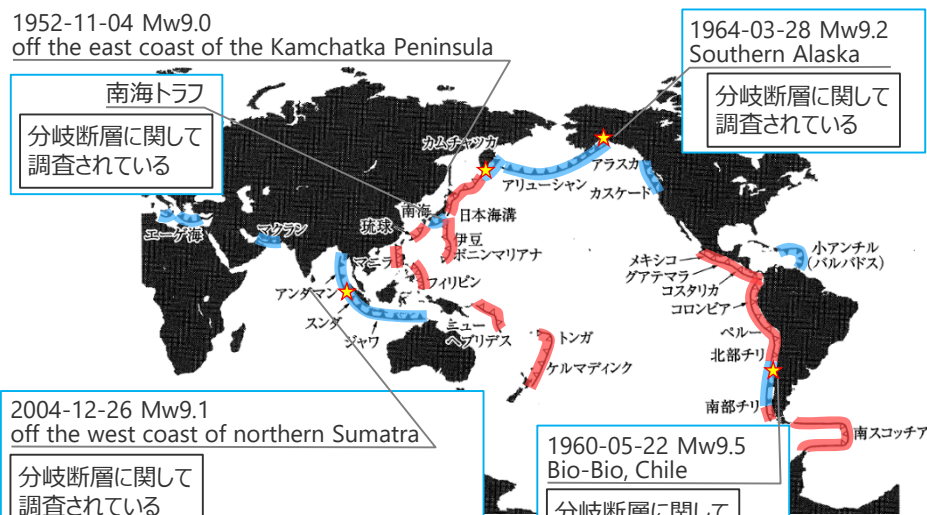 1952-11-04 Mw9.0
off the east coast of the Kamchatka Peninsula
南海トラフ
分岐断層に関して
調査されている
1964-03-28 Mw9.2
Southern Alaska
分岐断層に関して
調査されている
カムチャツカ
アリューシャン
アラスカ
カスケード
南海
日本海溝
琉球
伊豆
ボニンマリアナ
エーゲ海
マクラン
マニラ
フィリピン
アンダマン
スンダ
ジャワ
ニュー
ヘブリデス
トンガ
ケルマディック
メキシコ
グアテマラ
コスタリカ
コロンビア
ペルー
北部チリ
南部チリ
小アンチル
(バルバドス)
南スコッチア
2004-12-26 Mw9.1
off the west coast of northern Sumatra
分岐断層に関して
調査されている
1960-05-22 Mw9.5
Bio-Bio, Chile
分岐断層に関して